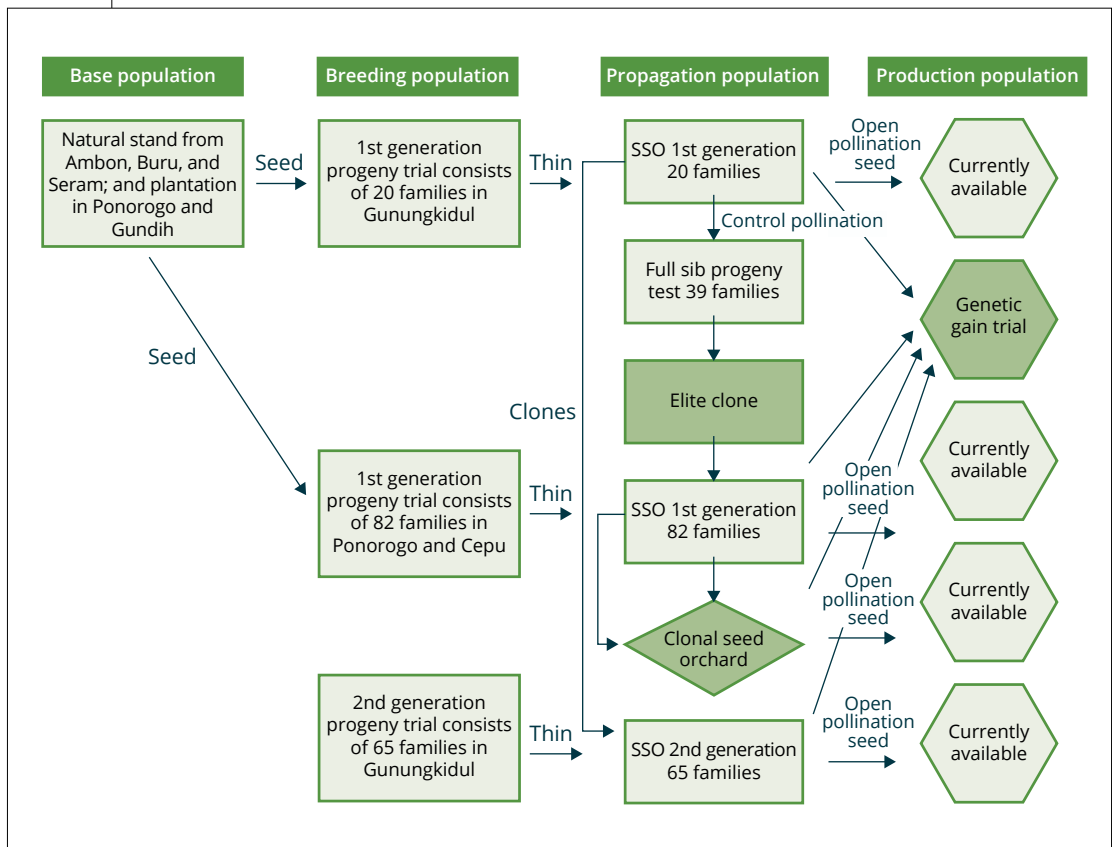 Base population
Breeding population
Propagation population
Production population
Natural stand from
Ambon, Buru, and
Seram; and plantation
in Ponorogo and
Gundih
Seed
1st generation
progeny trial consists
of 20 families in
Gunungkidul
Thin
SSO 1st generation
20 families
Open
pollination
seed
Currently
available
Control pollination
Full sib progeny
test 39 families
Genetic
gain trial
Seed
Elite clone
Clones
Currently
available
1st generation
progeny trial consists
of 82 families in
Ponorogo and Cepu
Thin
SSO 1st generation
82 families
Open
pollination
seed
Clonal seed
orchard
Open
pollination
seed
Currently
available
2nd generation
progeny trial consists
of 65 families in
Gunungkidul
Thin
SSO 2nd generation
65 families
Open
pollination
seed
Currently
available